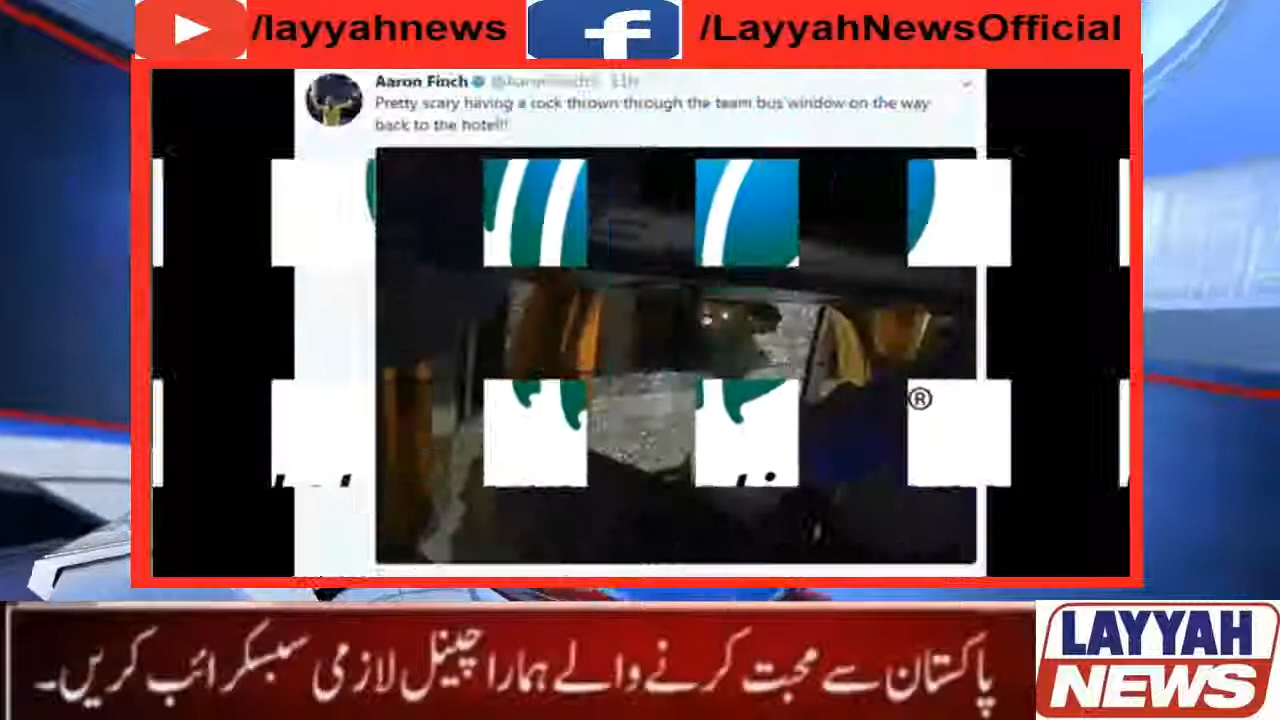 /layyahnews
/LayyahNewsOfficial
Aaron Finch
11h
Pretty scary having a rock thrown through the team bus window on the way
back to the hotel!!
®
پاکستان سے محبت کرنے والے ہمارا چینل لازمی سبسکرائب کریں۔
LAYYAH
NEWS